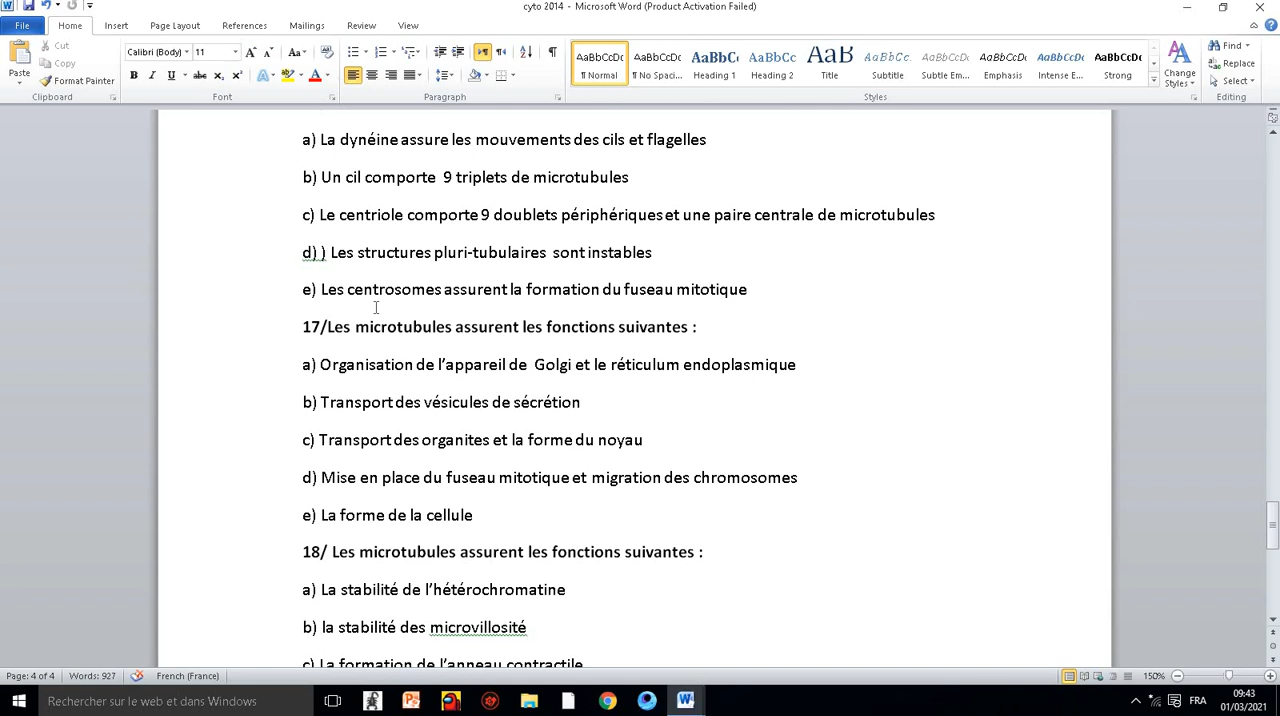 cyto 2014 - Microsoft Word (Product Activation Failed)
File Home Insert Page Layout References Mailings Review View
Paste Cut Copy Format Painter Clipboard
Calibri (Body) 11 Font
Paragraph
AaBbCcDc ¶ Normal AaBbCcDc ¶ No Spaci... AaBbC Heading 1 AaBbCc Heading 2 AaB Title AaBbCc. Subtitle AaBbCcDc Subtle Em... AaBbCcDc Emphasis AaBbCcDc Intense E... AaBbCcDc Strong Change Styles Styles
Find Replace Select Editing
a) La dynéine assure les mouvements des cils et flagelles
b) Un cil comporte 9 triplets de microtubules
c) Le centriole comporte 9 doublets périphériques et une paire centrale de microtubules
d) ) Les structures pluri-tubulaires sont instables
e) Les centrosomes assurent la formation du fuseau mitotique
17/Les microtubules assurent les fonctions suivantes :
a) Organisation de l’appareil de Golgi et le réticulum endoplasmique
b) Transport des vésicules de sécrétion
c) Transport des organites et la forme du noyau
d) Mise en place du fuseau mitotique et migration des chromosomes
e) La forme de la cellule
18/ Les microtubules assurent les fonctions suivantes :
a) La stabilité de l’hétérochromatine
b) la stabilité des microvillosité
c) La formation de l’anneau contractile
Page: 4 of 4 Words: 927 French (France) 150%
Rechercher sur le web et dans Windows
FRA 09:43
01/03/2021